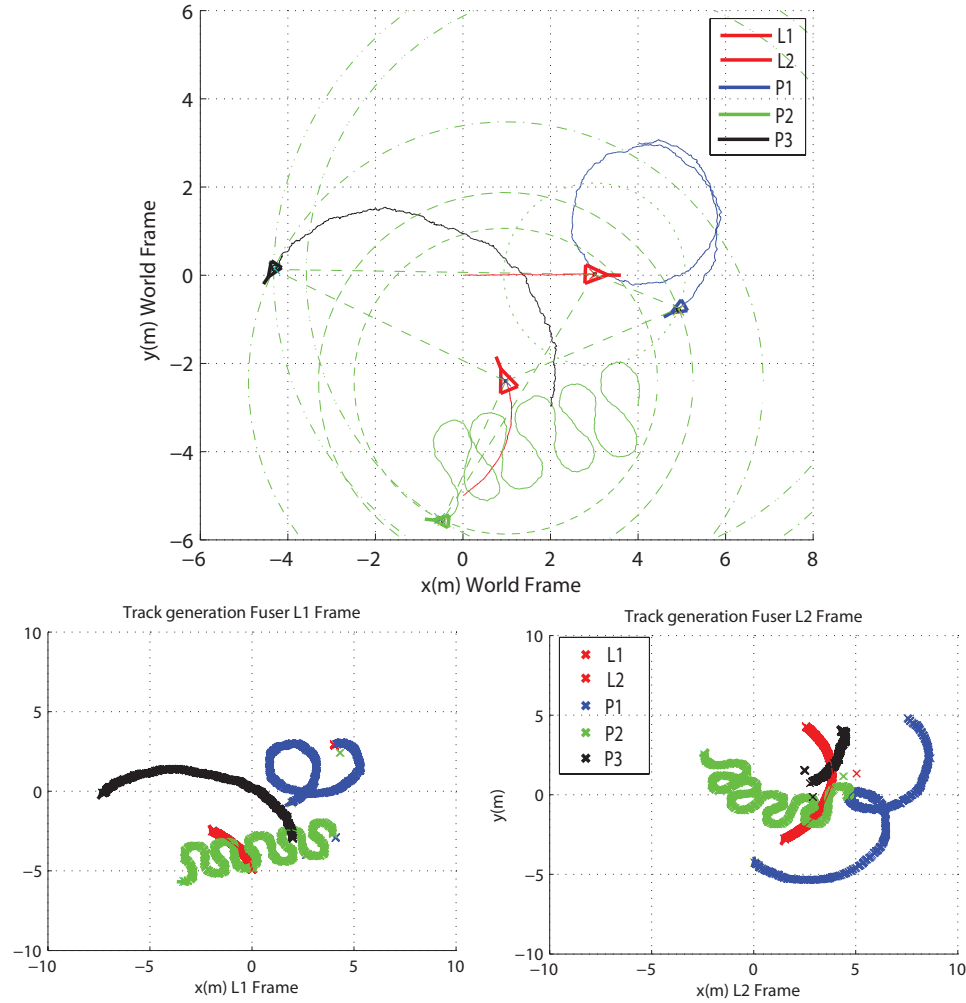 6
4
2
0
−2
−4
−6
y(m) World Frame
−6 −4 −2 0 2 4 6 8
x(m) World Frame
L1
L2
P1
P2
P3
Track generation Fuser L1 Frame
10
5
0
−5
−10
−10 −5 0 5 10
x(m) L1 Frame
Track generation Fuser L2 Frame
10
5
0
−5
−10
y(m)
−10 −5 0 5 10
x(m) L2 Frame
L1
L2
P1
P2
P3